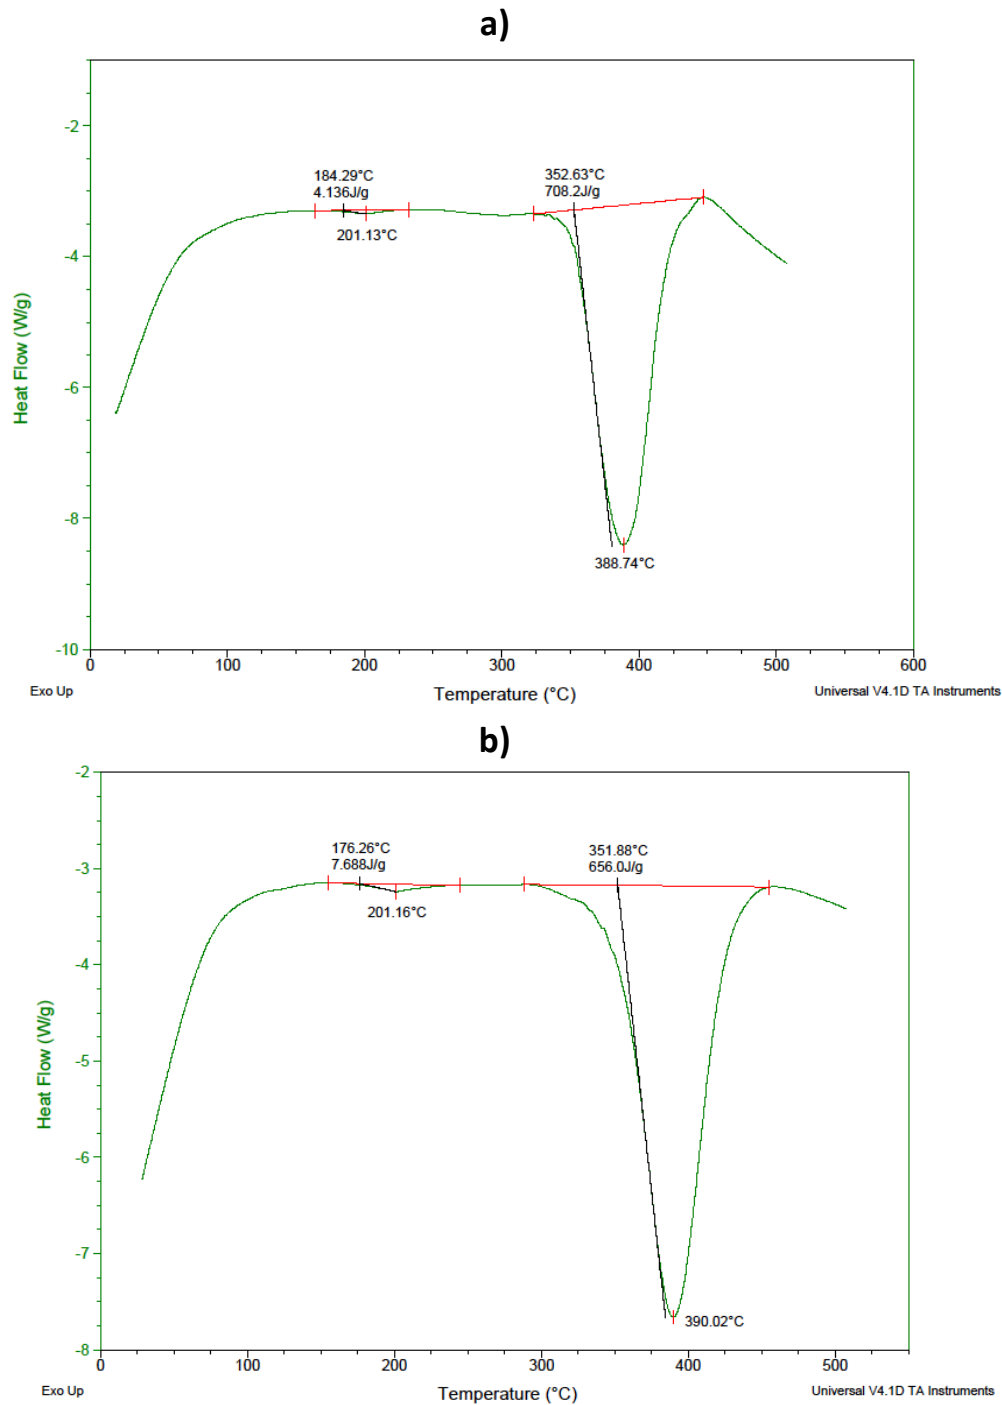 a)
-2
-4
-6
-8
-10
Heat Flow (W/g)
184.29°C
4.136J/g
201.13°C
352.63°C
708.2J/g
388.74°C
0
100
200
300
400
500
600
Exo Up
Temperature (°C)
Universal V4.1D TA Instruments
b)
-2
-3
-4
-5
-6
-7
-8
Heat Flow (W/g)
176.26°C
7.688J/g
201.16°C
351.88°C
656.0J/g
390.02°C
0
100
200
300
400
500
Exo Up
Temperature (°C)
Universal V4.1D TA Instruments